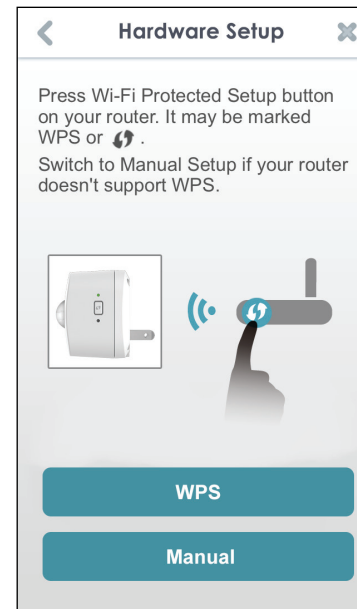 Hardware Setup
Press Wi-Fi Protected Setup button
on your router. It may be marked
WPS or .
Switch to Manual Setup if your router
doesn't support WPS.
WPS
Manual